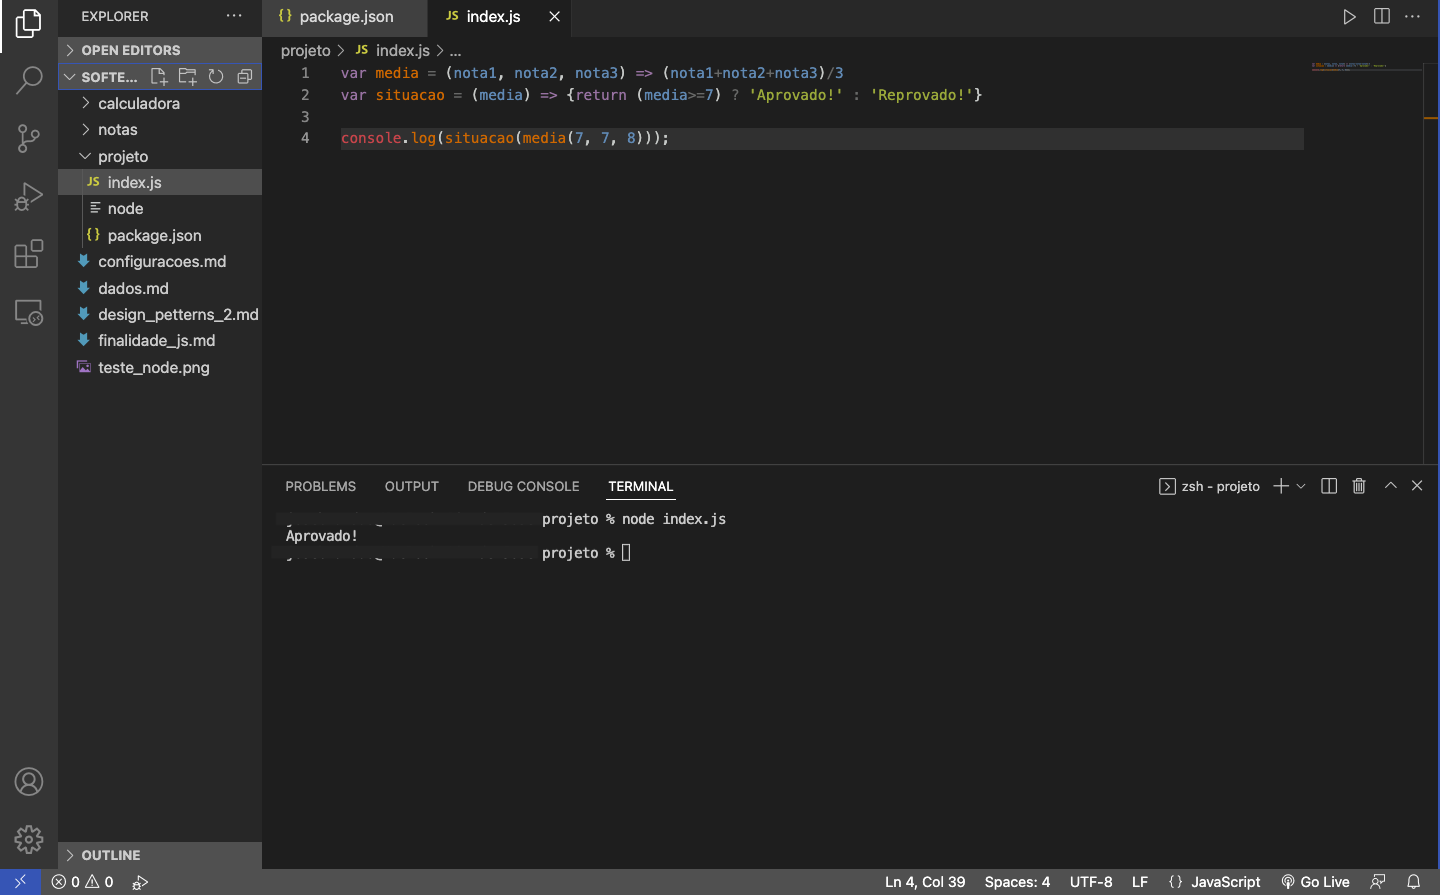 EXPLORER
OPEN EDITORS
SOFTE...
calculadora
notas
projeto
JS index.js
node
{} package.json
configuracoes.md
dados.md
design_petterns_2.md
finalidade_js.md
teste_node.png
OUTLINE
{} package.json
JS index.js
projeto > JS index.js > ...
1 var media = (nota1, nota2, nota3) => (nota1+nota2+nota3)/3
2 var situacao = (media) => {return (media>=7) ? 'Aprovado!' : 'Reprovado!'}
3
4 console.log(situacao(media(7, 7, 8)));
PROBLEMS OUTPUT DEBUG CONSOLE TERMINAL
zsh - projeto
projeto % node index.js
Aprovado!
projeto %
0 0
Ln 4, Col 39 Spaces: 4 UTF-8 LF {} JavaScript Go Live